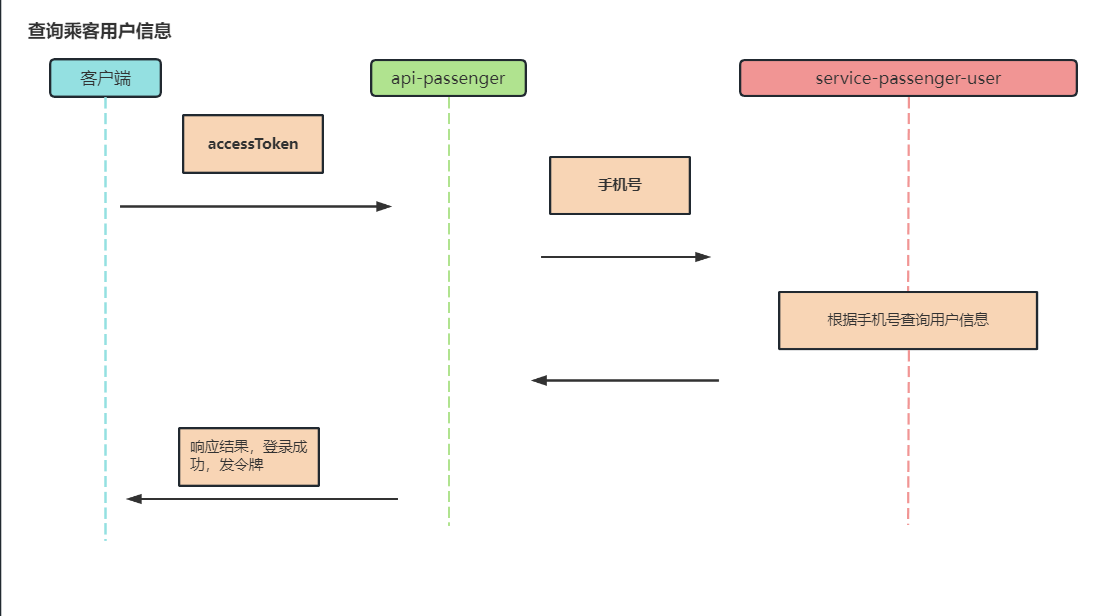 查询乘客用户信息
客户端
api-passenger
service-passenger-user
accessToken
手机号
根据手机号查询用户信息
响应结果，登录成
功，发令牌